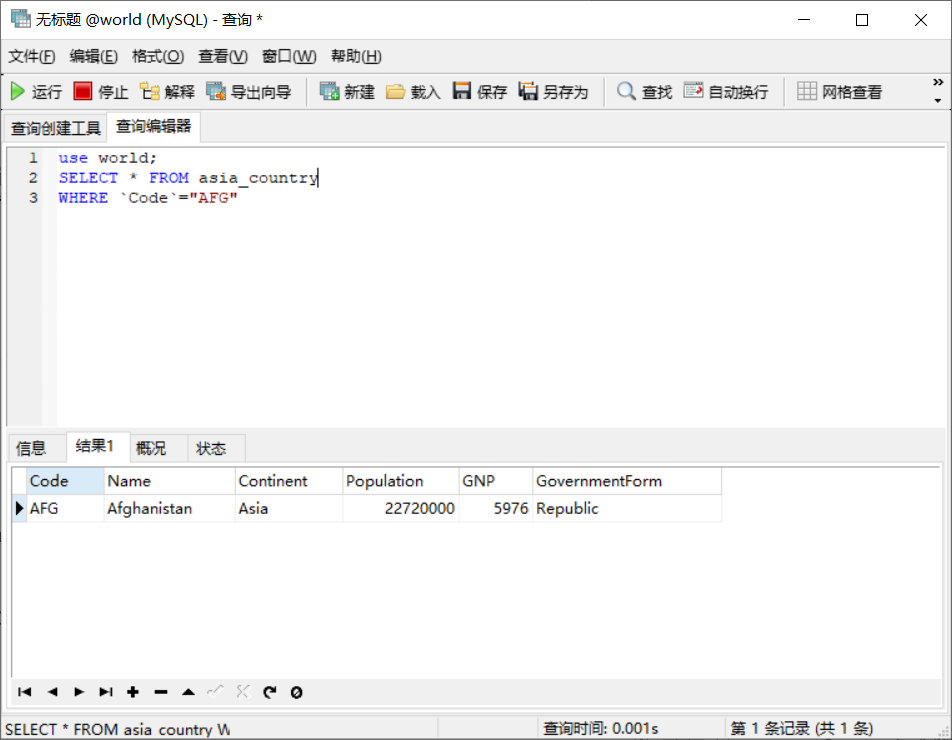 无标题 @world (MySQL) - 查询 *
文件(F) 编辑(E) 格式(O) 查看(V) 窗口(W) 帮助(H)
运行 停止 解释 导出向导 新建 载入 保存 另存为 查找 自动换行 网格查看 »
查询创建工具 查询编辑器
1 use world;
2 SELECT * FROM asia_country
3 WHERE `Code`="AFG"
信息 结果1 概况 状态
Code Name Continent Population GNP GovernmentForm
AFG Afghanistan Asia 22720000 5976 Republic
SELECT * FROM asia_country W 查询时间: 0.001s 第 1 条记录 (共 1 条)